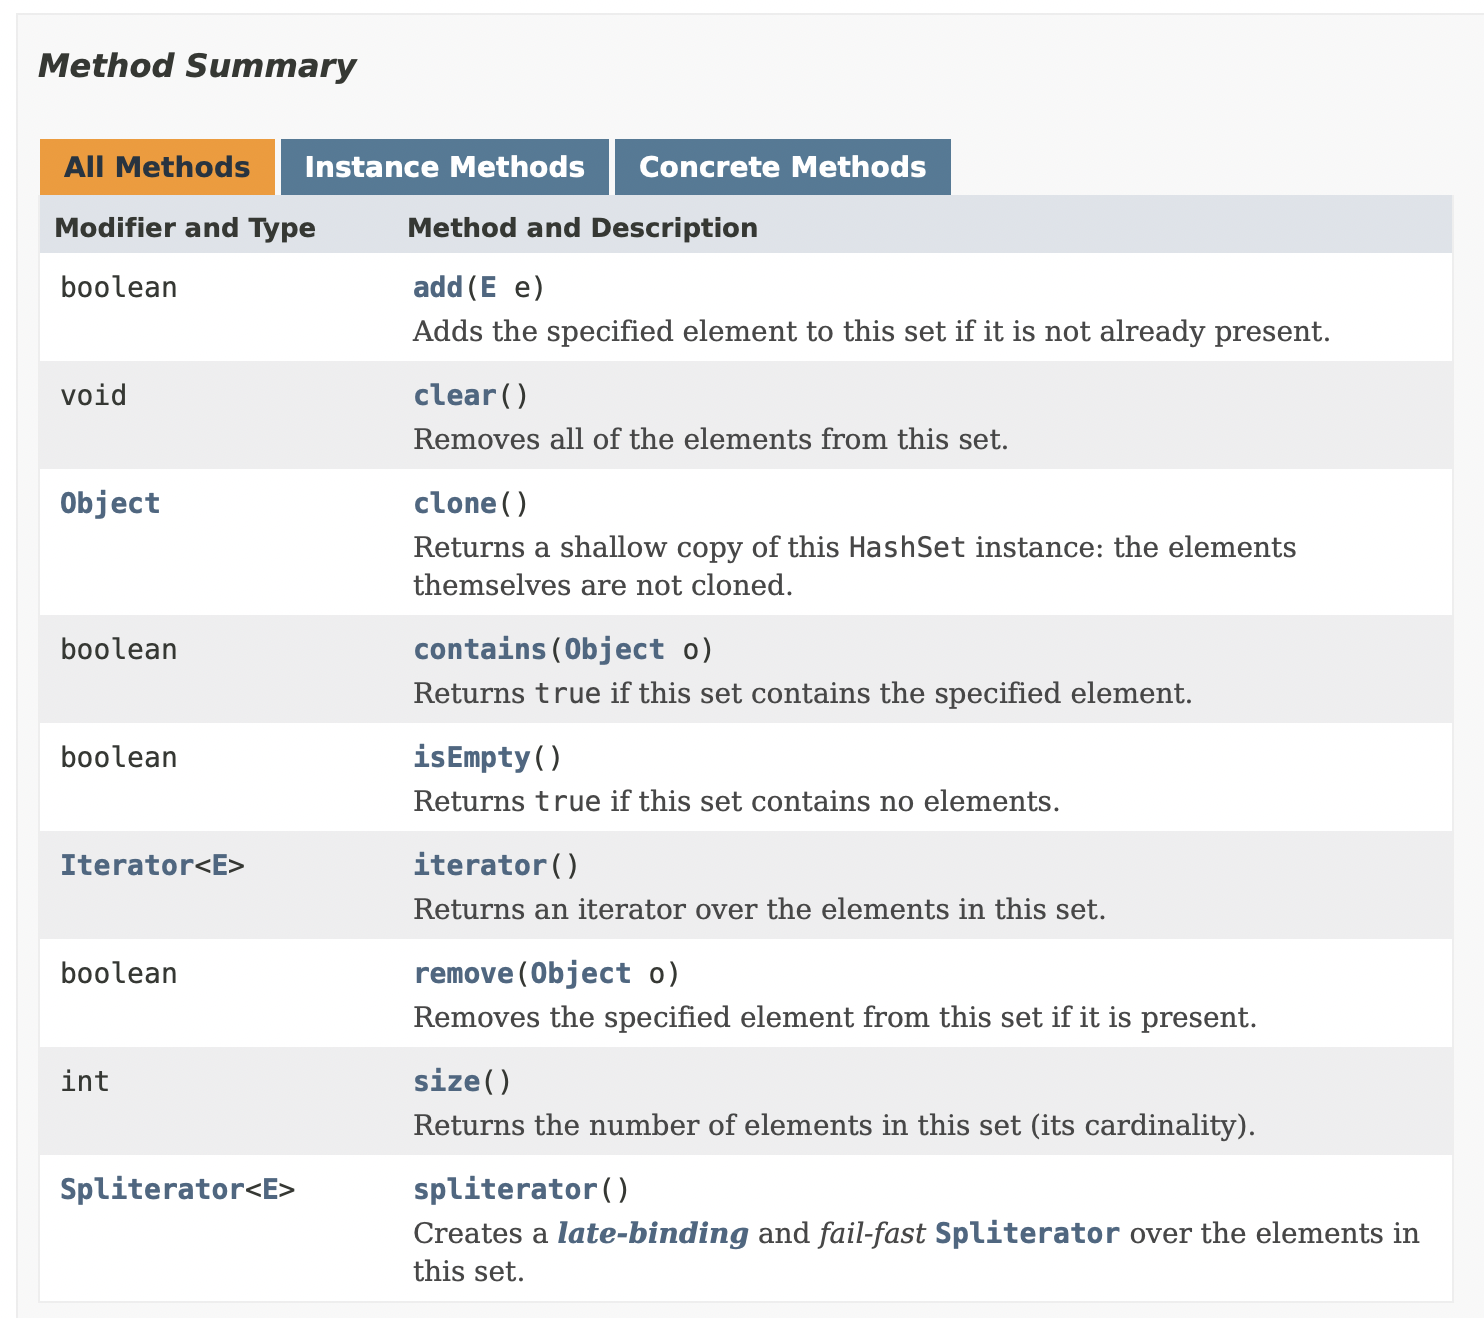 Method Summary
All Methods Instance Methods Concrete Methods
Modifier and Type Method and Description
boolean add(E e)
Adds the specified element to this set if it is not already present.
void clear()
Removes all of the elements from this set.
Object clone()
Returns a shallow copy of this HashSet instance: the elements
themselves are not cloned.
boolean contains(Object o)
Returns true if this set contains the specified element.
boolean isEmpty()
Returns true if this set contains no elements.
Iterator<E> iterator()
Returns an iterator over the elements in this set.
boolean remove(Object o)
Removes the specified element from this set if it is present.
int size()
Returns the number of elements in this set (its cardinality).
Spliterator<E> spliterator()
Creates a late-binding and fail-fast Spliterator over the elements in
this set.